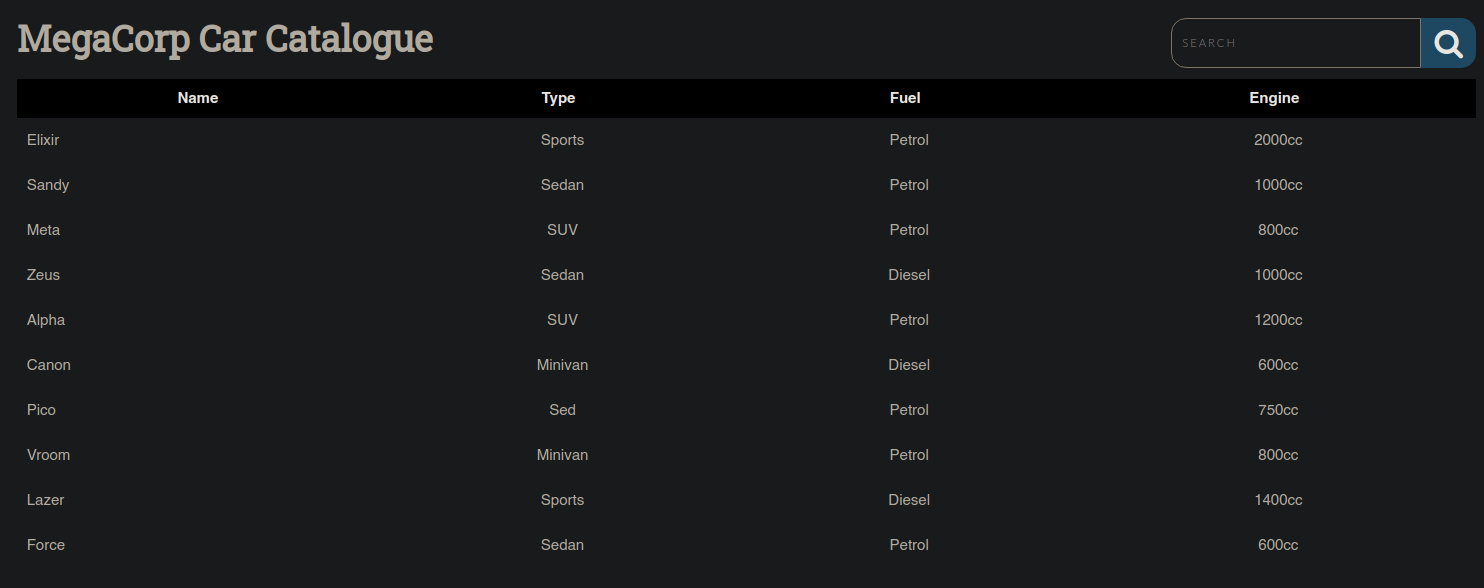 MegaCorp Car Catalogue
SEARCH
Name Type Fuel Engine
Elixir Sports Petrol 2000cc
Sandy Sedan Petrol 1000cc
Meta SUV Petrol 800cc
Zeus Sedan Diesel 1000cc
Alpha SUV Petrol 1200cc
Canon Minivan Diesel 600cc
Pico Sed Petrol 750cc
Vroom Minivan Petrol 800cc
Lazer Sports Diesel 1400cc
Force Sedan Petrol 600cc